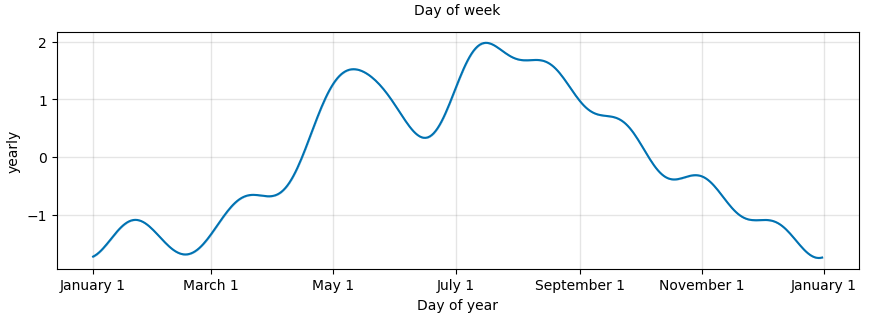 Day of week
2
1
0
−1
yearly
January 1 March 1 May 1 July 1 September 1 November 1 January 1
Day of year